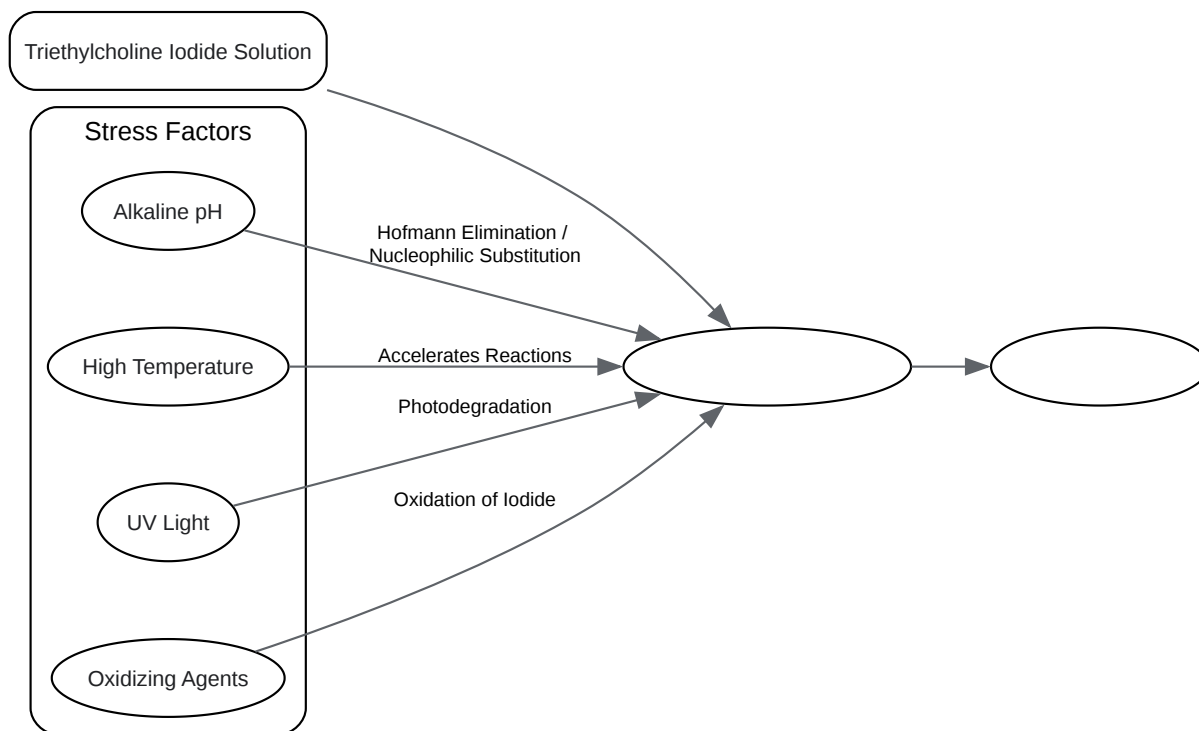 Triethylcholine Iodide Solution
Stress Factors
Alkaline pH
Hofmann Elimination /
Nucleophilic Substitution
High Temperature
Accelerates Reactions
Photodegradation
UV Light
Oxidation of Iodide
Oxidizing Agents